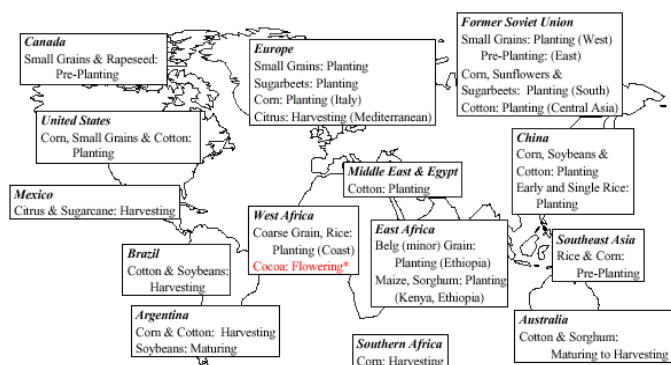 Canada
Small Grains & Rapeseed:
Pre-Planting
Europe
Small Grains: Planting
Sugarbeets: Planting
Corn: Planting (Italy)
Citrus: Harvesting (Mediterranean)
Former Soviet Union
Small Grains: Planting (West)
Pre-Planting: (East)
Corn, Sunflowers &
Sugarbeets: Planting (South)
Cotton: Planting (Central Asia)
United States
Corn, Small Grains & Cotton:
Planting
China
Corn, Soybeans &
Cotton: Planting
Early and Single Rice:
Planting
Middle East & Egypt
Cotton: Planting
Mexico
Citrus & Sugarcane: Harvesting
West Africa
Coarse Grain, Rice:
Planting (Coast)
Cocoa: Flowering*
East Africa
Belg (minor) Grain:
Planting (Ethiopia)
Maize, Sorghum: Planting
(Kenya, Ethiopia)
Southeast Asia
Rice & Corn:
Pre-Planting
Brazil
Cotton & Soybeans:
Harvesting
Argentina
Corn & Cotton: Harvesting
Soybeans: Maturing
Australia
Cotton & Sorghum:
Maturing to Harvesting
Southern Africa
Corn: Harvesting